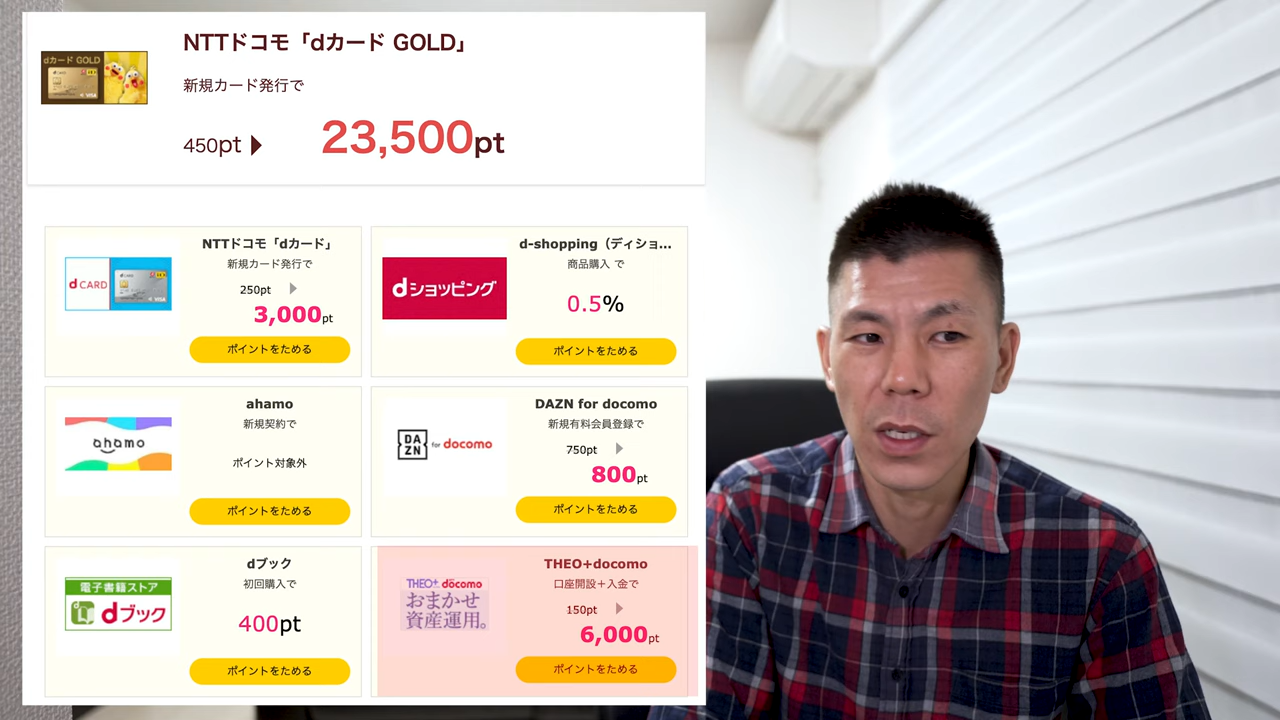 NTTドコモ「dカード GOLD」
dカード GOLD
新規カード発行で
450pt
23,500pt
NTTドコモ「dカード」
新規カード発行で
d CARD
250pt
3,000pt
ポイントをためる
d-shopping（ディショ...
商品購入 で
dショッピング
0.5%
ポイントをためる
ahamo
新規契約で
ahamo
ポイント対象外
ポイントをためる
DAZN for docomo
新規有料会員登録で
DAZN for docomo
750pt
800pt
ポイントをためる
dブック
初回購入で
電子書籍ストア
dブック
400pt
ポイントをためる
THEO+docomo
口座開設＋入金で
THEO+ docomo
おまかせ
資産運用。
150pt
6,000pt
ポイントをためる